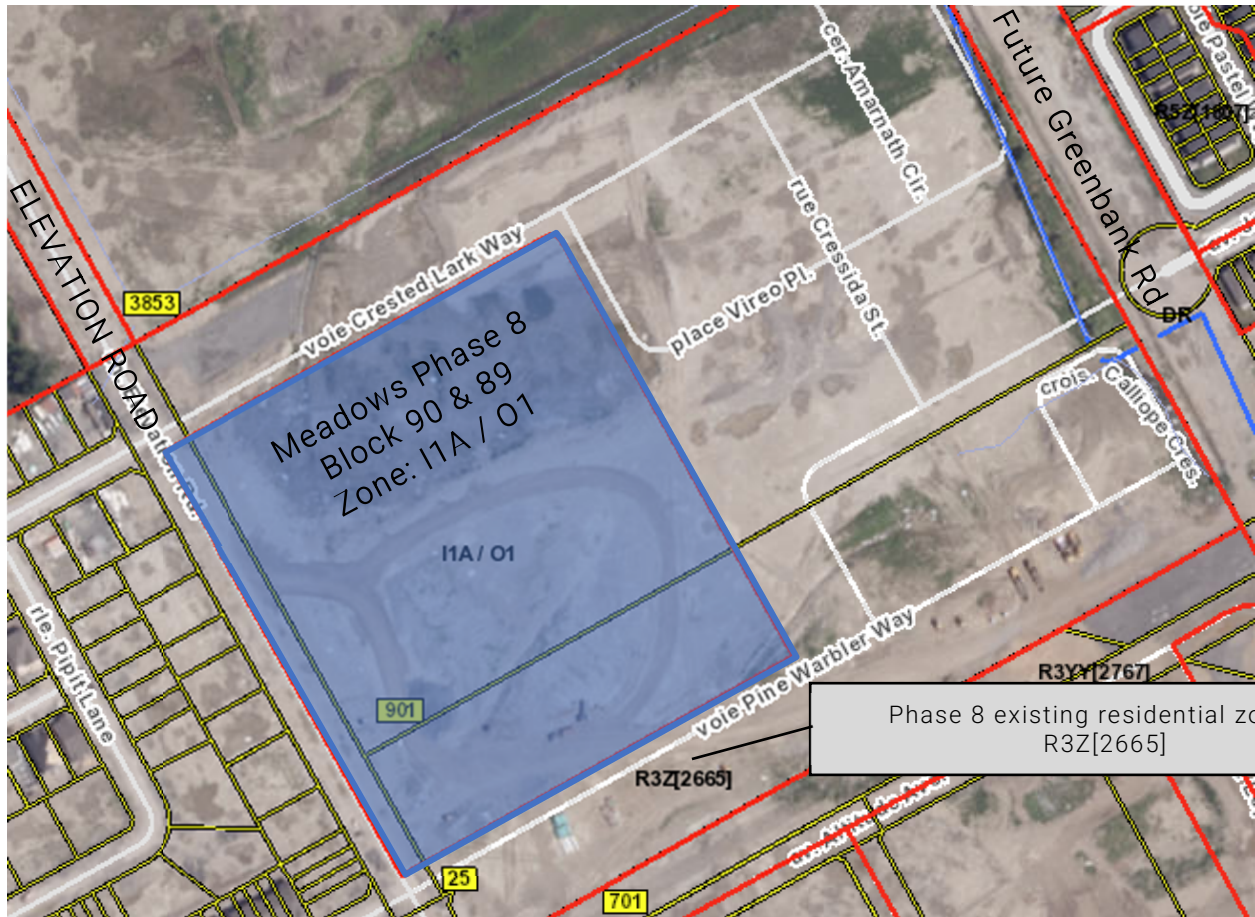 cer. Amarnath Cir.
Future Greenbank Rd
voie Pastel
ELEVATION ROAD
3853
voie Crested Lark Way
place Vireo Pl.
rue Cressida St.
DR
crois. Calliope Cres.
Meadows Phase 8
Block 90 & 89
Zone: I1A / O1
I1A / O1
rle. Pipit Lane
901
voie Pine Warbler Way
R3YY[2767]
Phase 8 existing residential zo
R3Z[2665]
R3Z[2665]
25
701